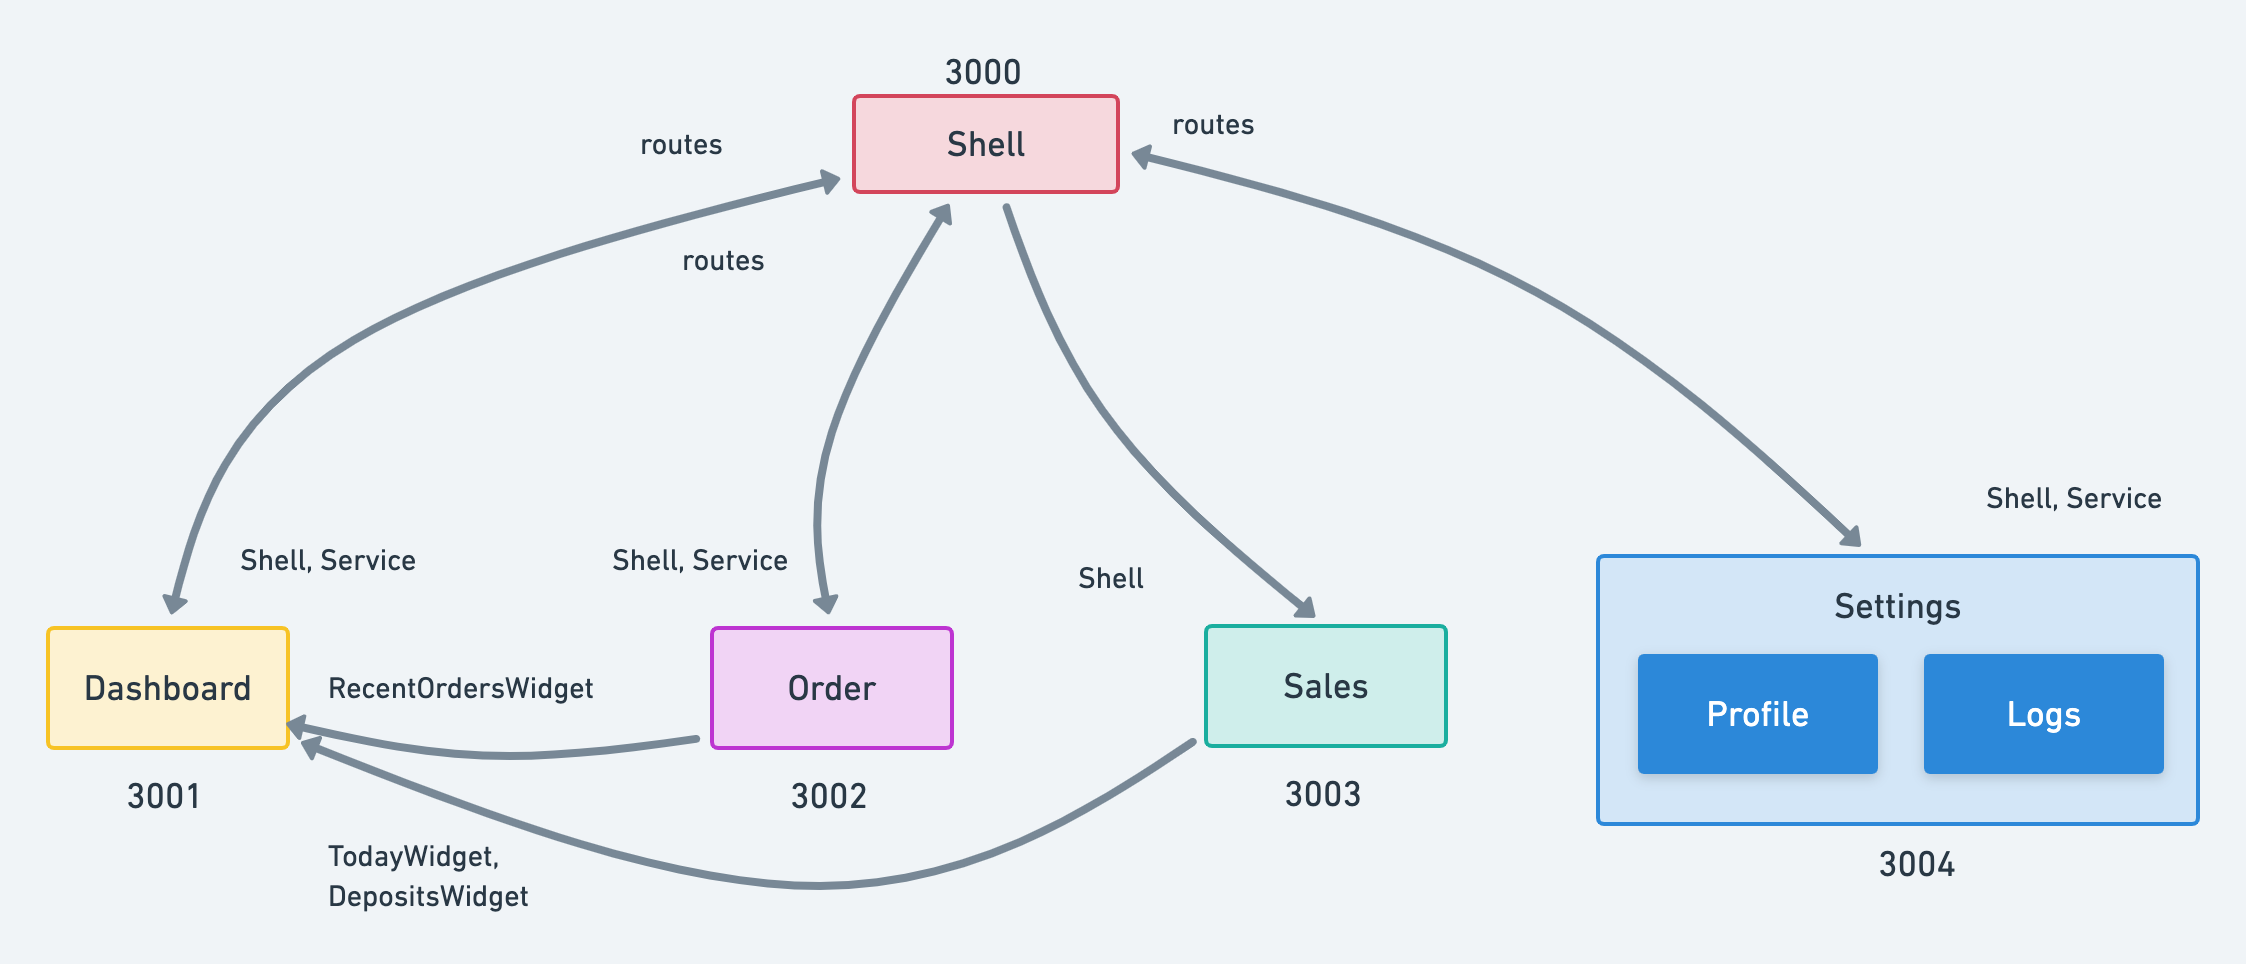 3000
Shell
routes
routes
routes
Shell, Service
Shell, Service
Shell, Service
Shell
Dashboard
RecentOrdersWidget
Order
Sales
Settings
Profile
Logs
3001
3002
3003
3004
TodayWidget,
DepositsWidget